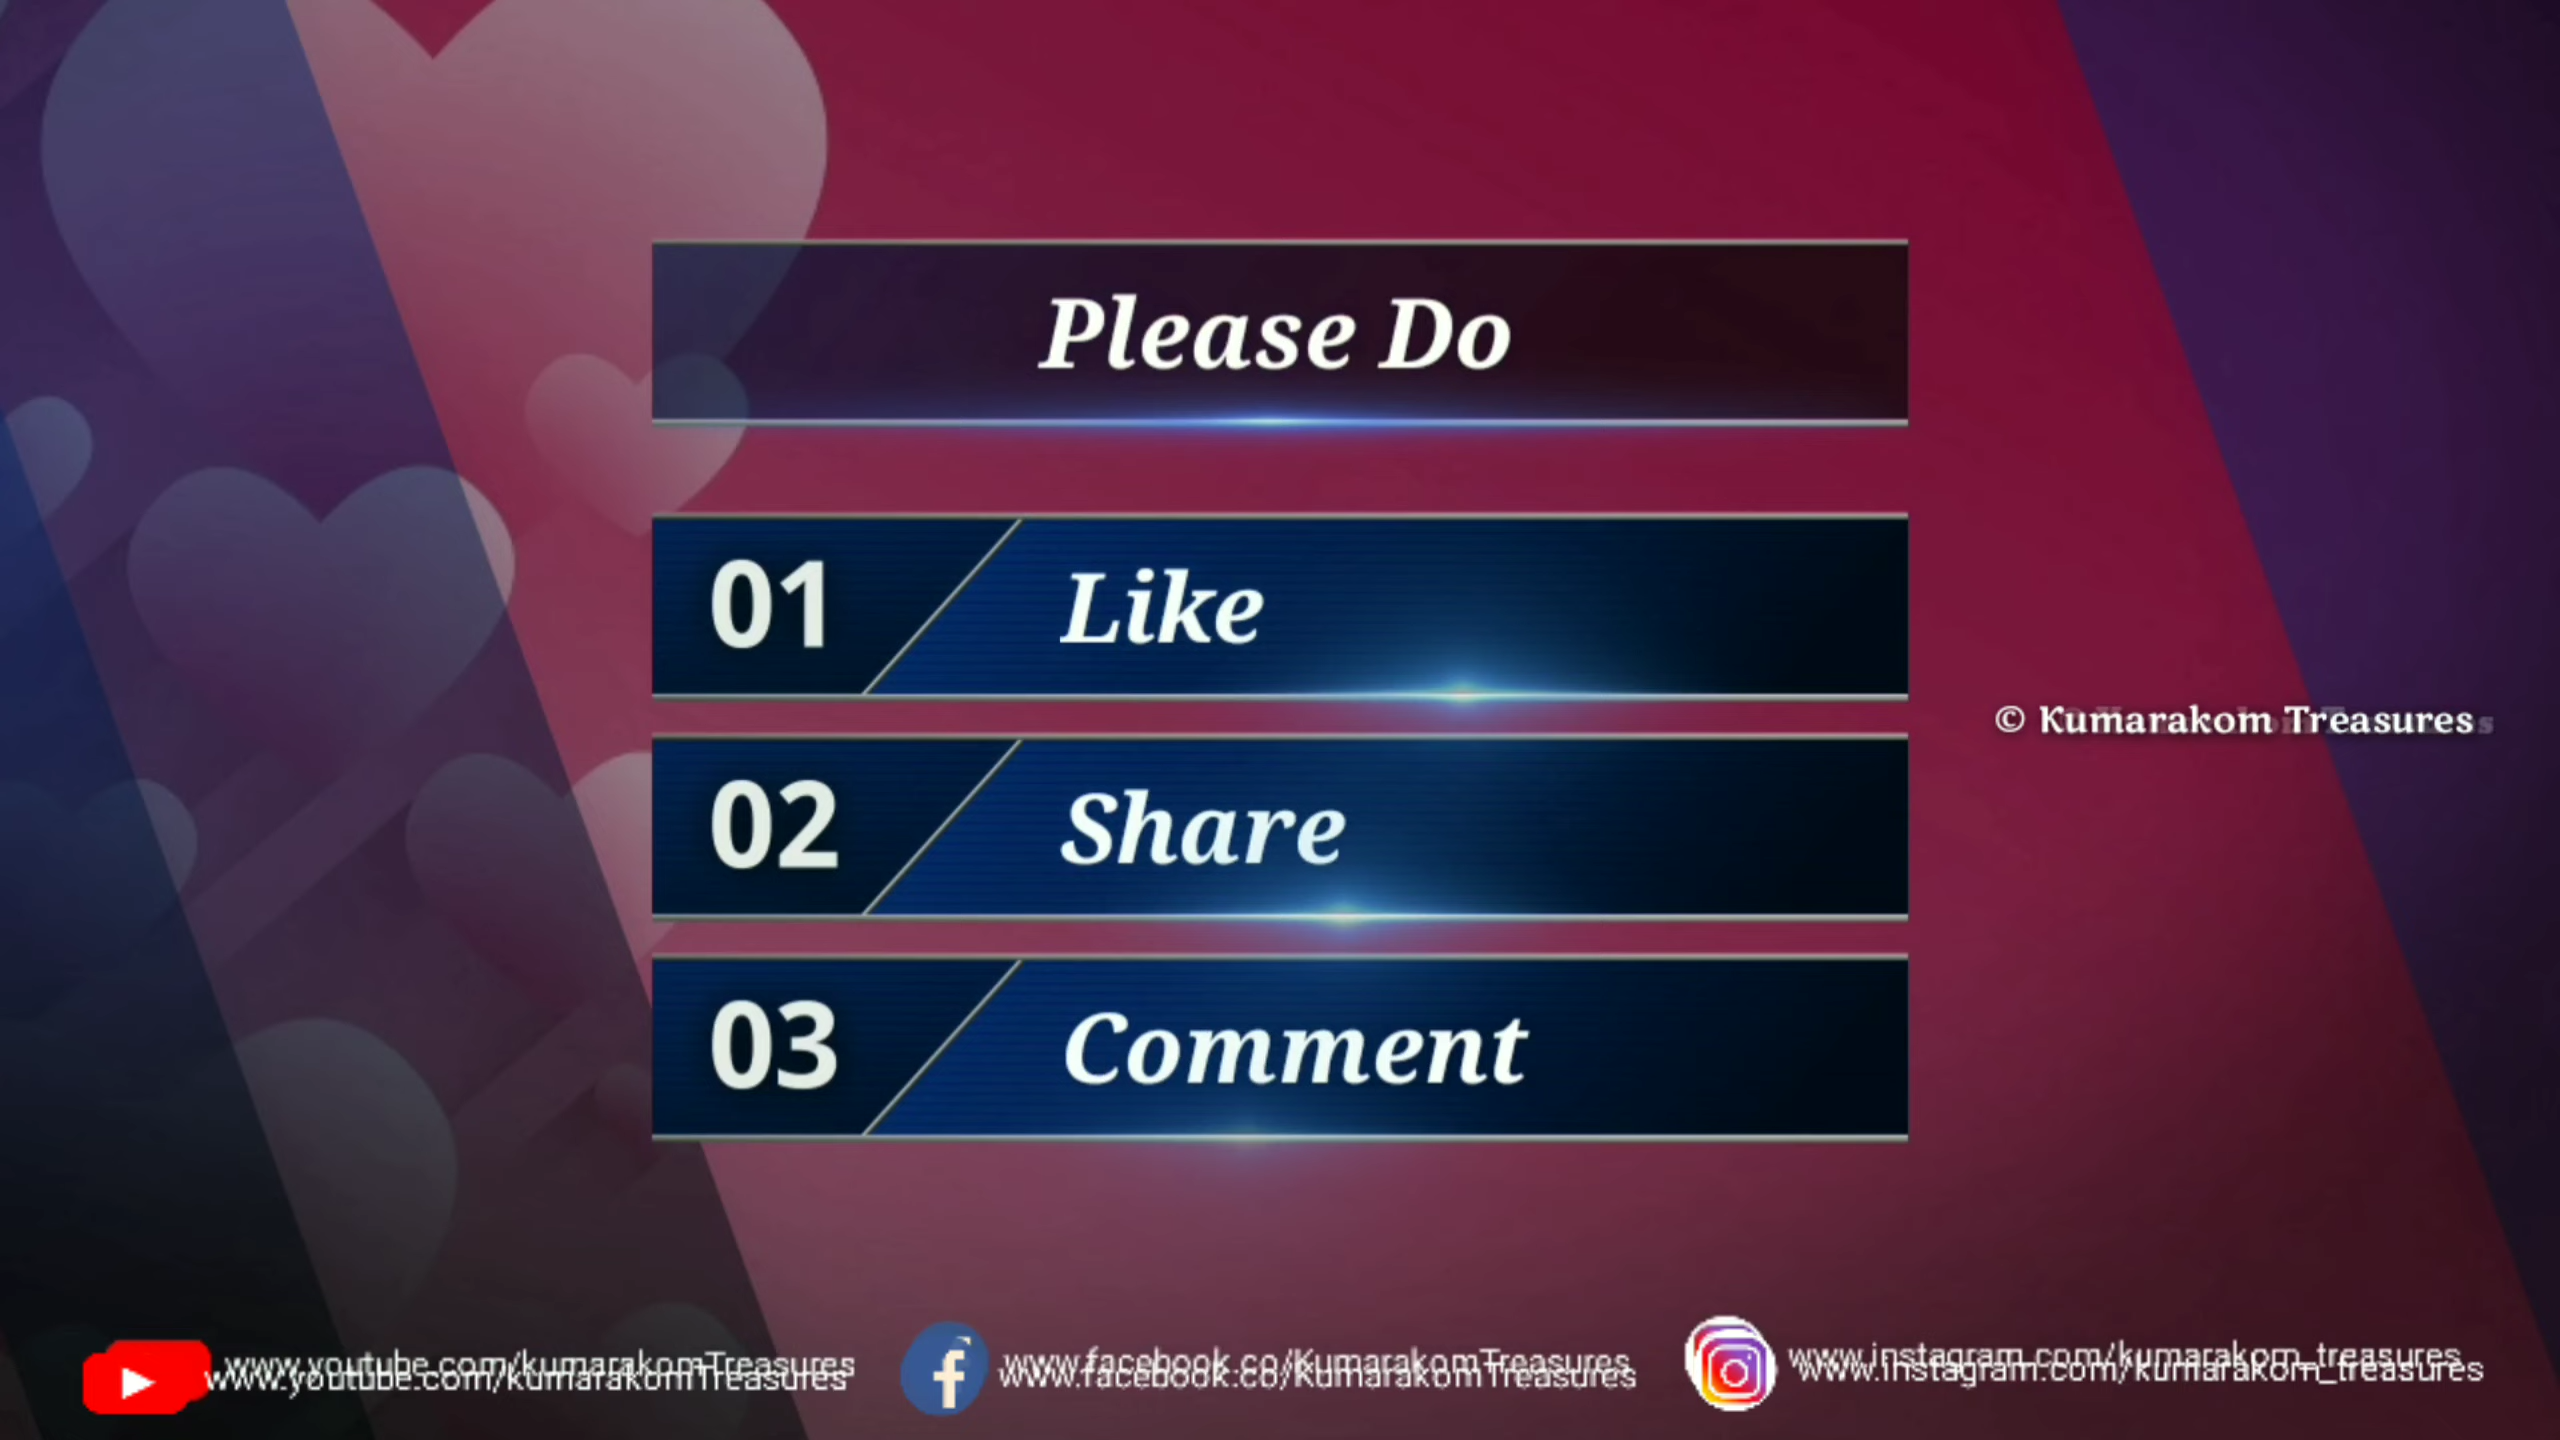 Please Do
01 Like
02 Share
03 Comment
© Kumarakom Treasures
www.youtube.com/kumarakomTreasures
www.facebook.co/KumarakomTreasures
www.instagram.com/kumarakom_treasures